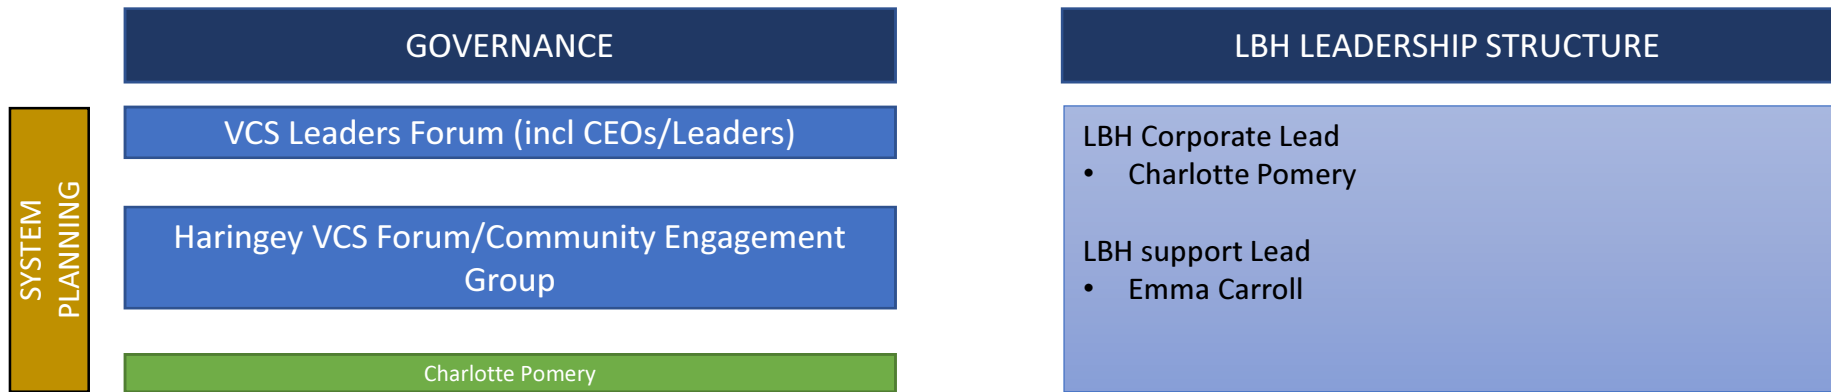 GOVERNANCE
LBH LEADERSHIP STRUCTURE
SYSTEM
PLANNING
VCS Leaders Forum (incl CEOs/Leaders)
Haringey VCS Forum/Community Engagement
Group
Charlotte Pomery
LBH Corporate Lead
• Charlotte Pomery
LBH support Lead
• Emma Carroll